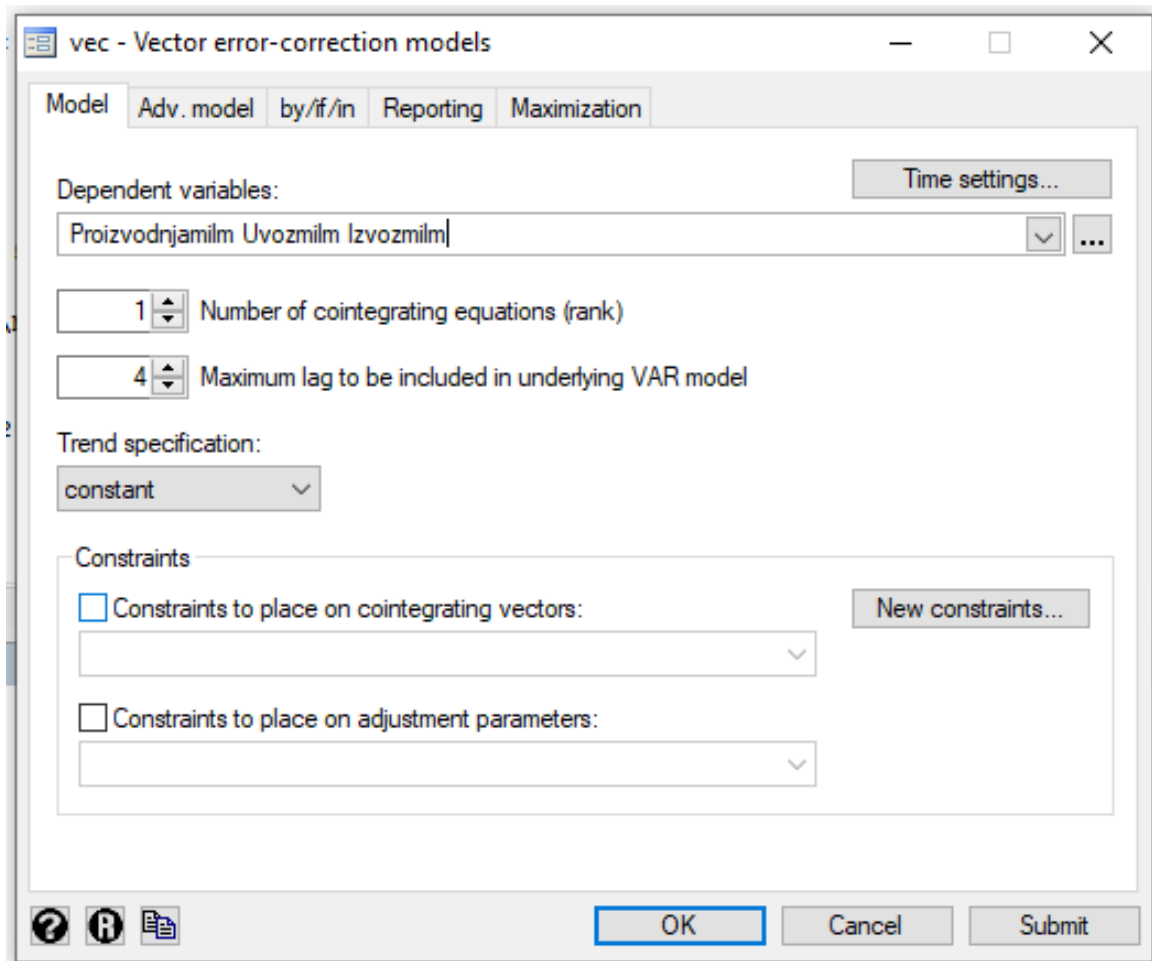 vec - Vector error-correction models
Model Adv. model by/if/in Reporting Maximization
Time settings...
Dependent variables:
Proizvodnjamilm Uvozmilm Izvozmilm
...
1 Number of cointegrating equations (rank)
4 Maximum lag to be included in underlying VAR model
Trend specification:
constant
Constraints
Constraints to place on cointegrating vectors: New constraints...
Constraints to place on adjustment parameters:
? R OK Cancel Submit